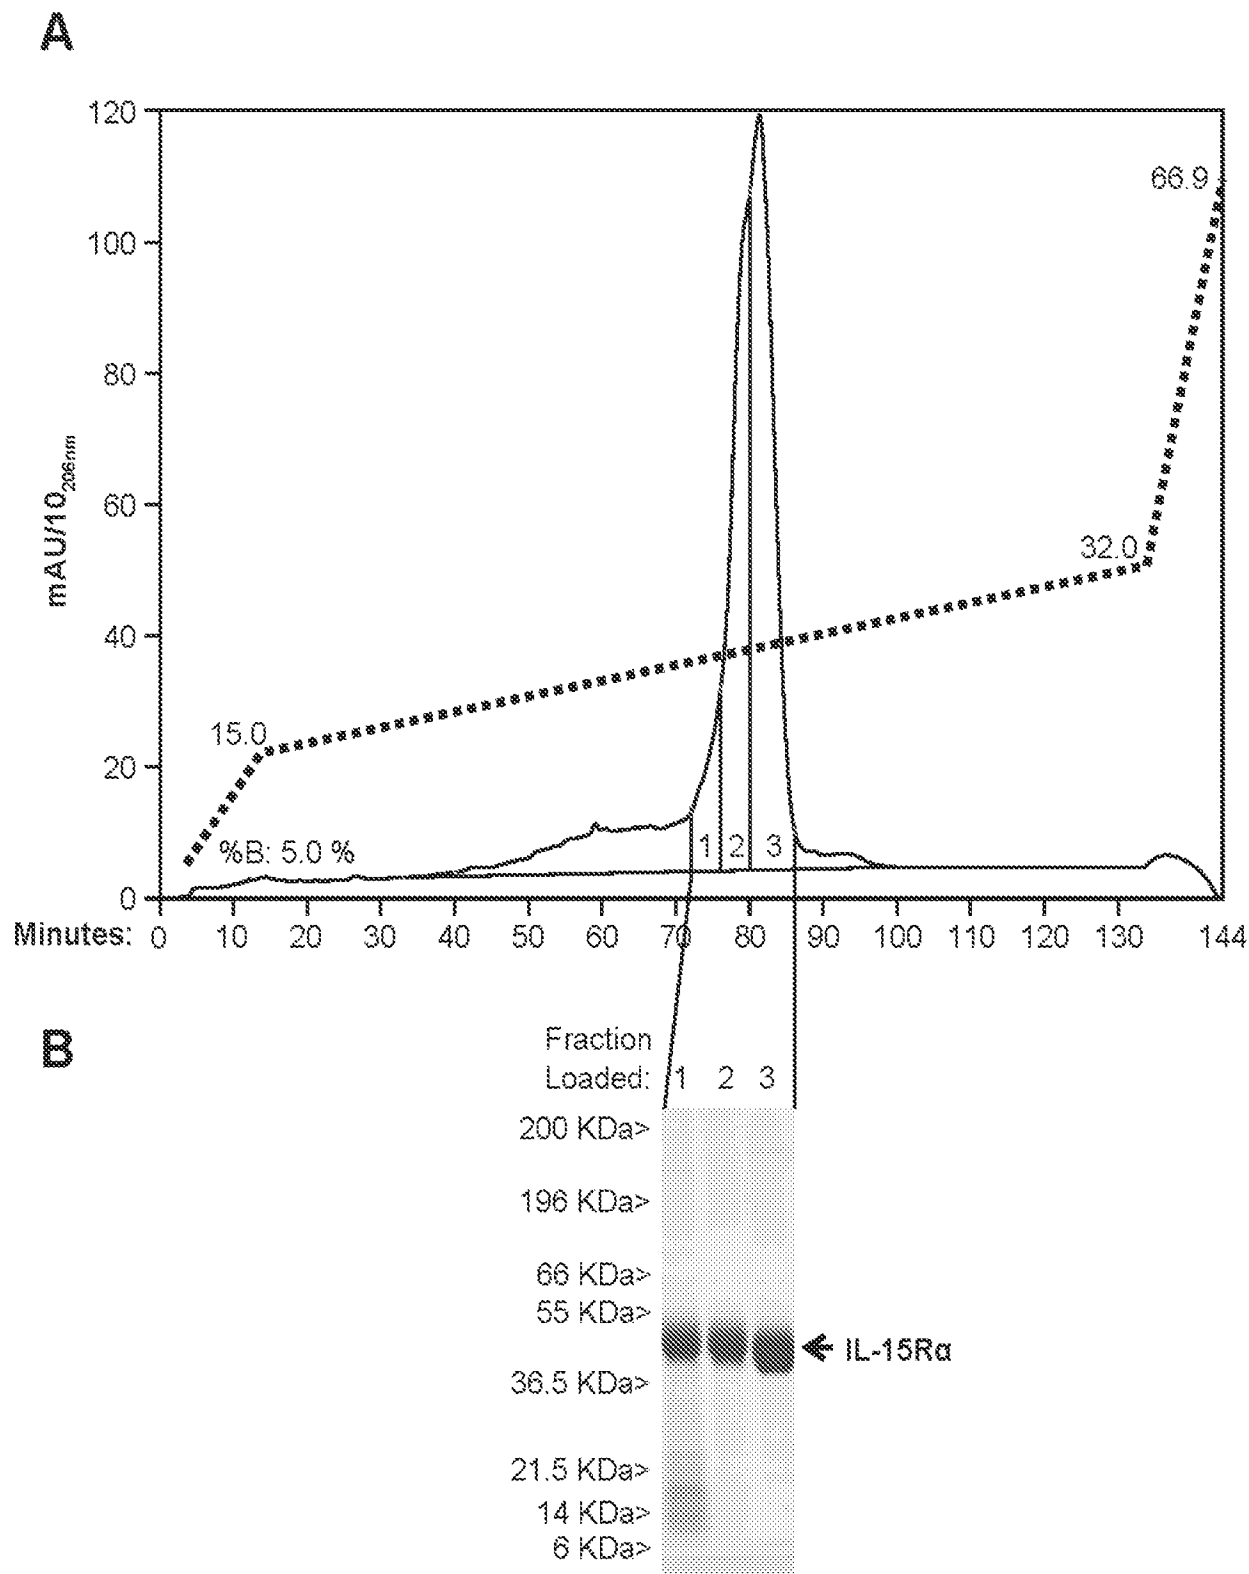 A
120
66.9
100
80
mAU/10206nm
60
32.0
40
15.0
20
%B: 5.0 %
1 2 3
0
Minutes: 0 10 20 30 40 50 60 70 80 90 100 110 120 130 144
B
Fraction
Loaded: 1 2 3
200 KDa>
196 KDa>
66 KDa>
55 KDa>
IL-15Rα
36.5 KDa>
21.5 KDa>
14 KDa>
6 KDa>